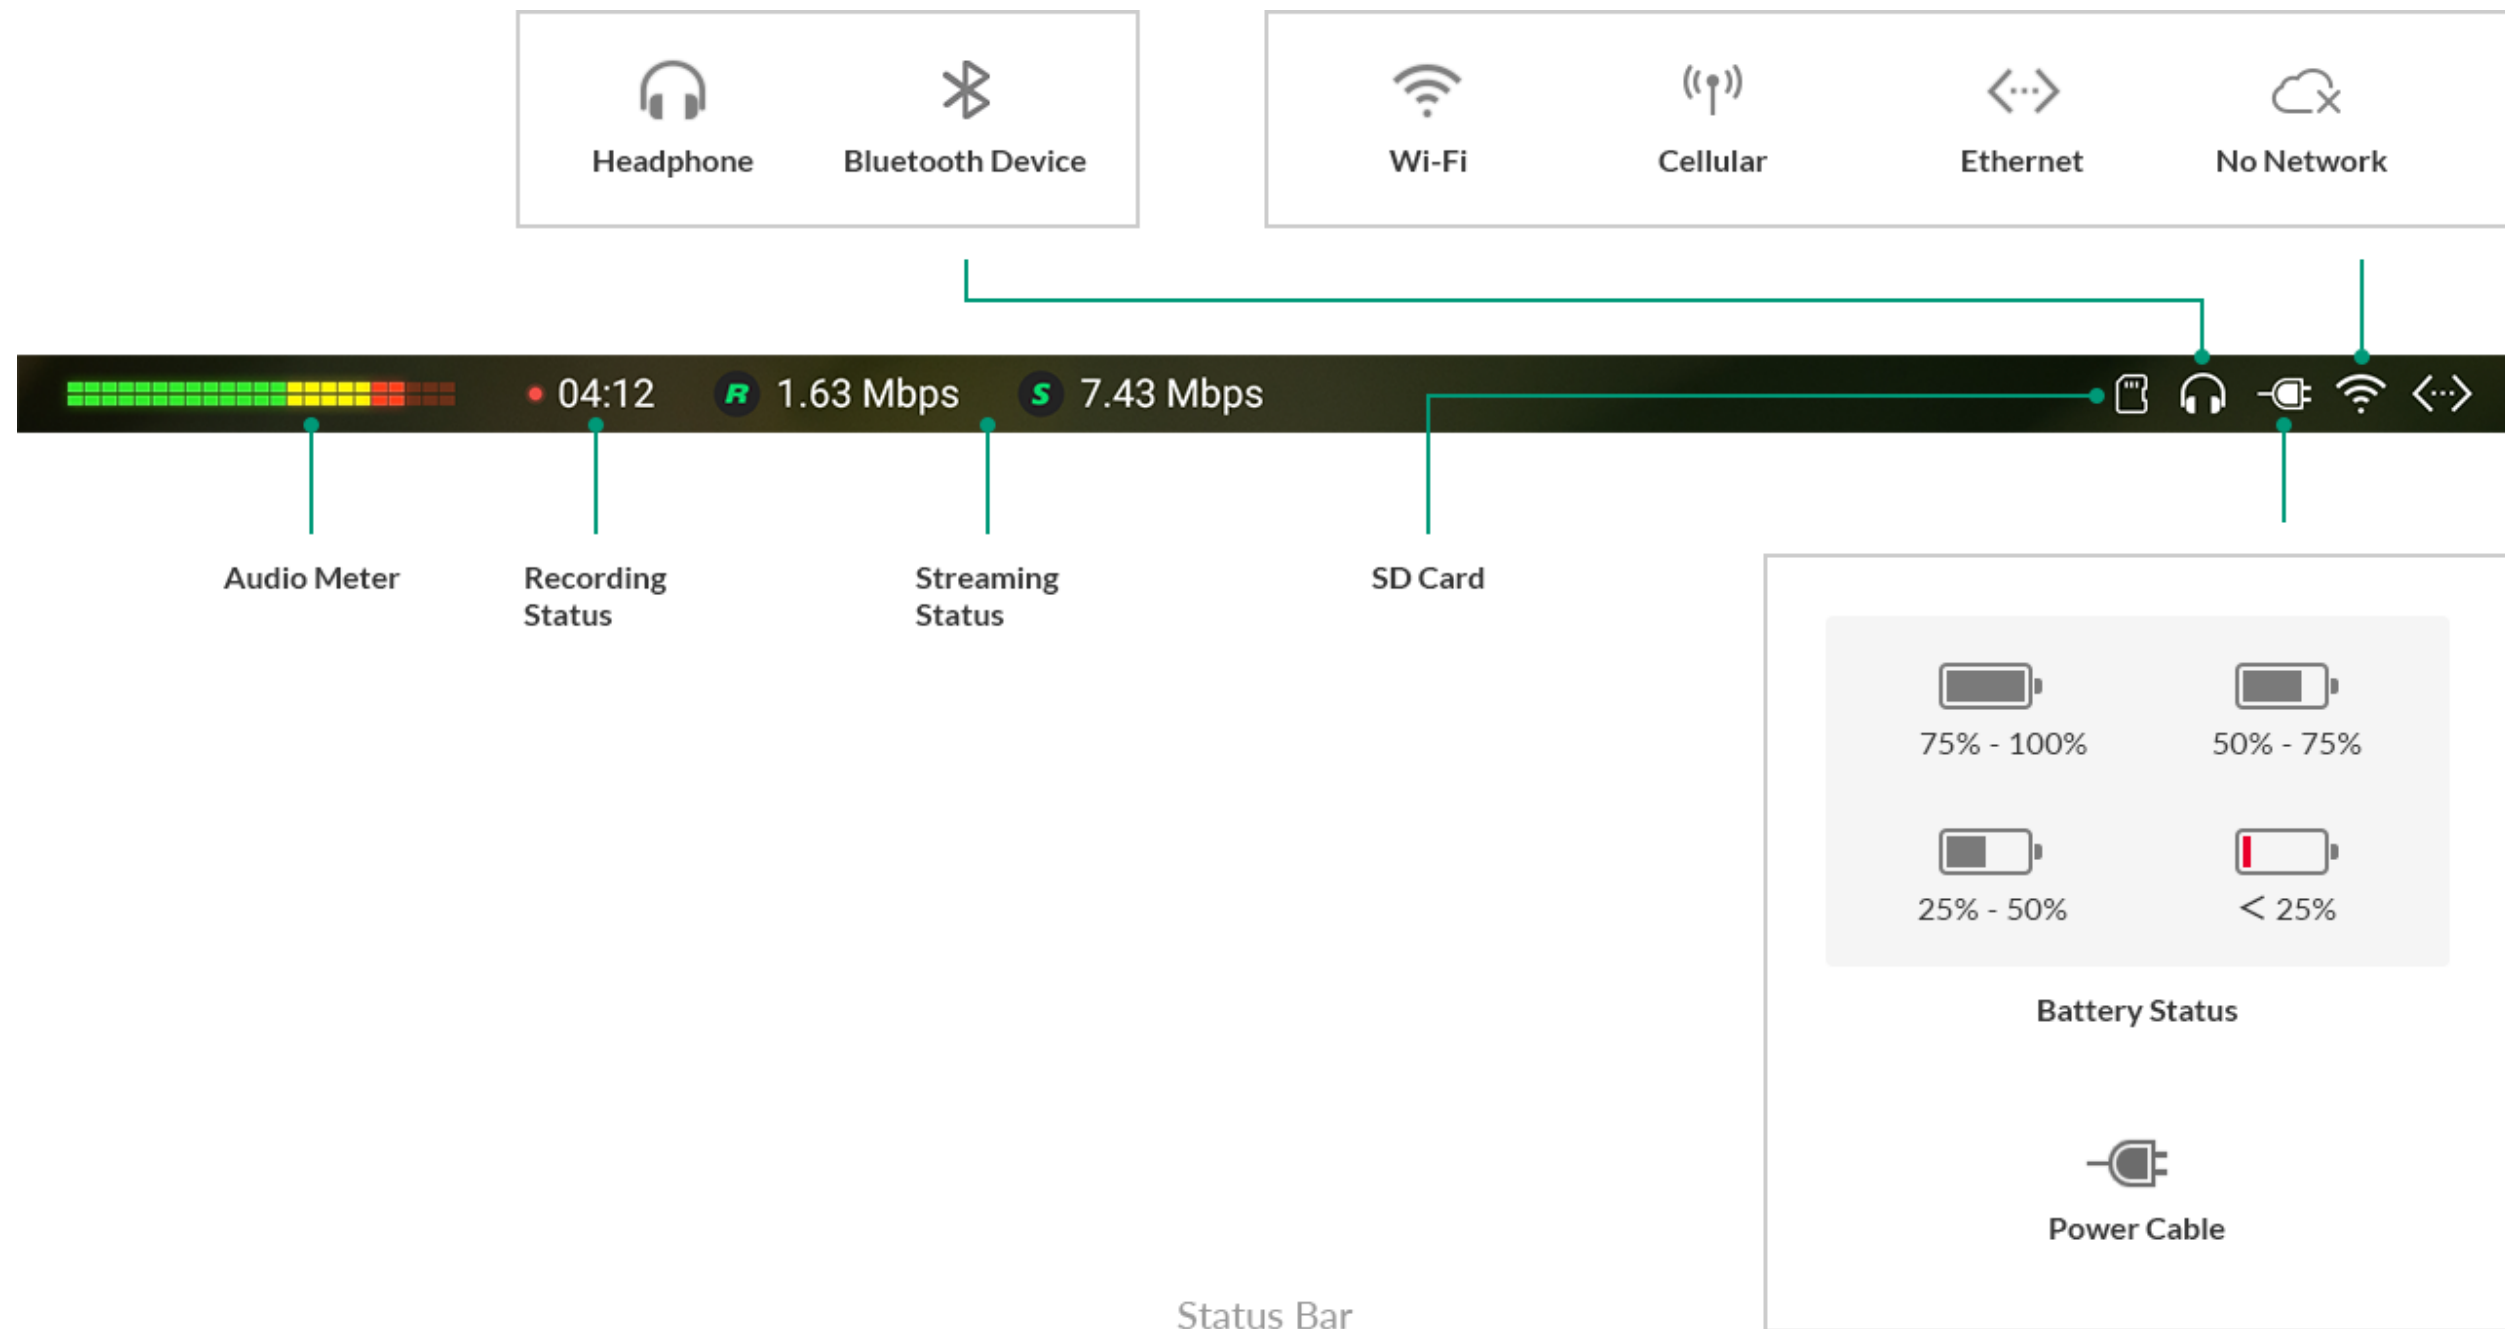 Headphone
Bluetooth Device
Wi-Fi
Cellular
Ethernet
No Network
04:12
R
1.63 Mbps
S
7.43 Mbps
Audio Meter
Recording
Status
Streaming
Status
SD Card
75% - 100%
50% - 75%
25% - 50%
< 25%
Battery Status
Power Cable
Status Bar